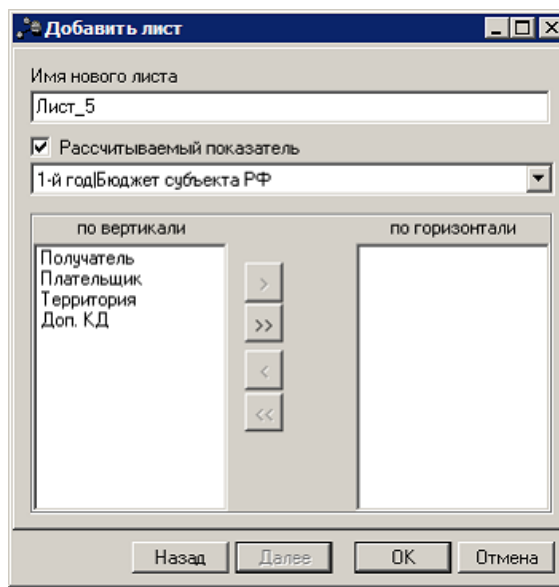 Добавить лист
Имя нового листа
Лист_5
Рассчитываемый показатель
1-й год|Бюджет субъекта РФ
по вертикали
по горизонтали
Получатель
Плательщик
Территория
Доп. КД
>
>>
<
<<
Назад
Далее
OK
Отмена